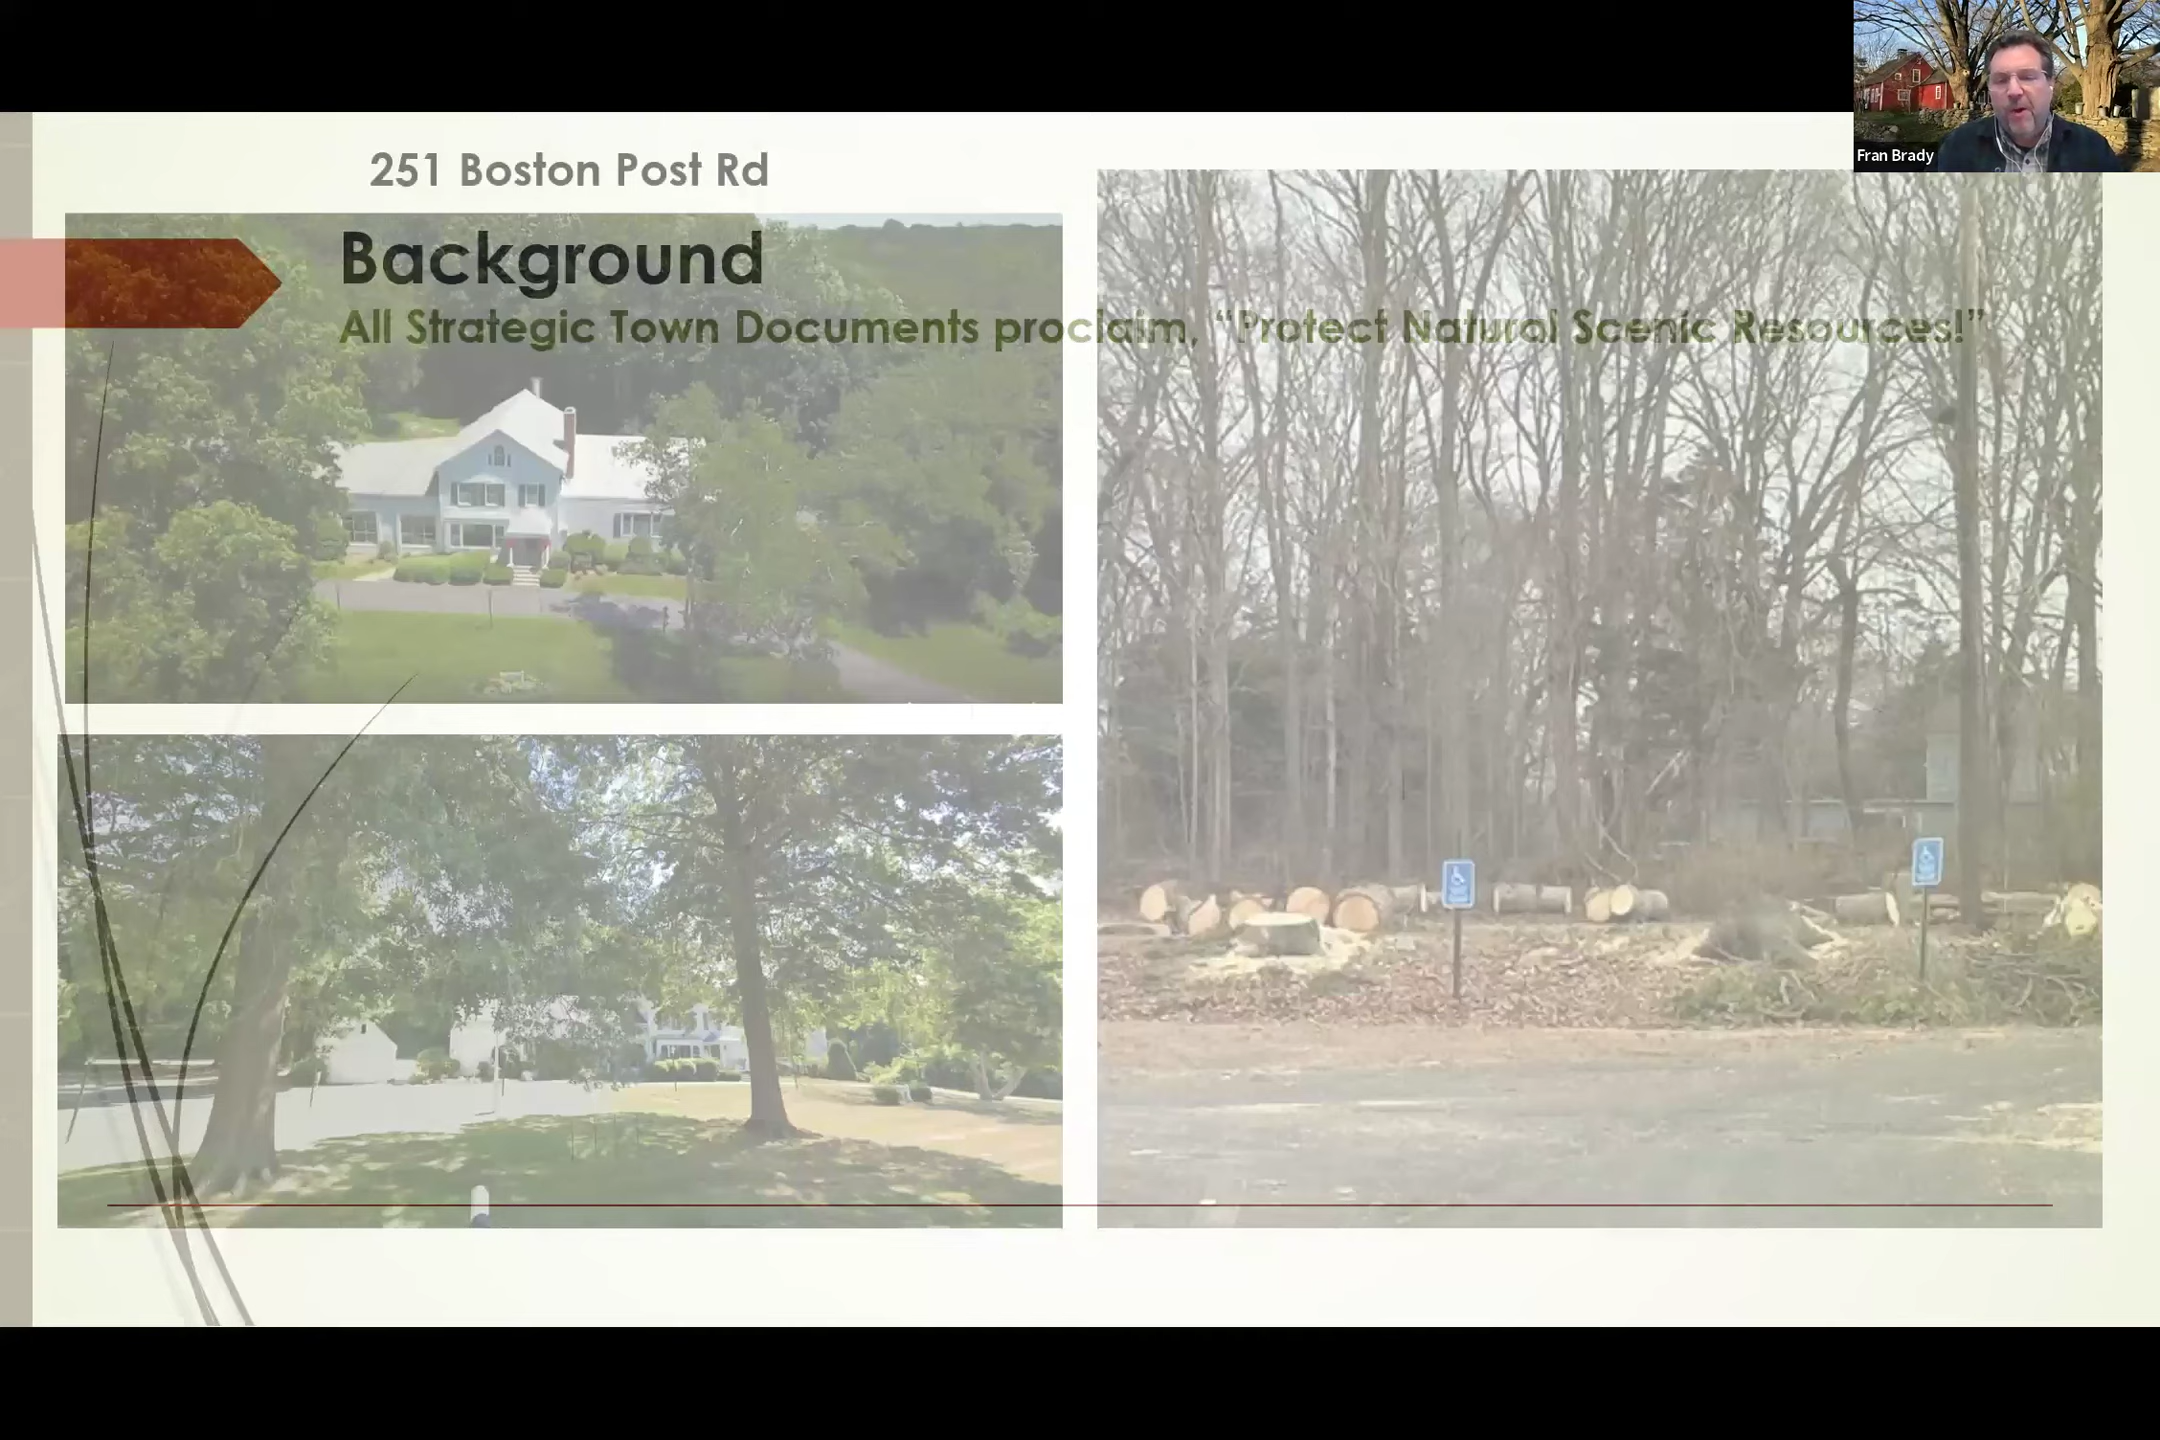 Fran Brady
251 Boston Post Rd
Background
All Strategic Town Documents proclaim, “Protect Natural Scenic Resources!”